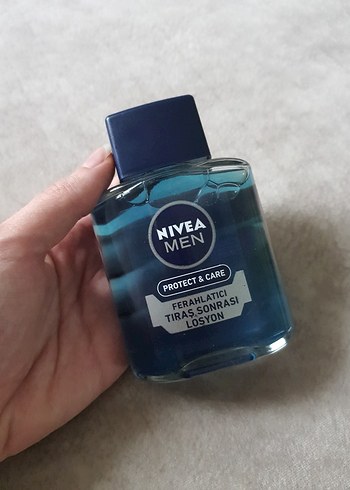 NIVEA
MEN
PROTECT & CARE
FERAHLATICI
TIRAŞ SONRASI
LOSYON